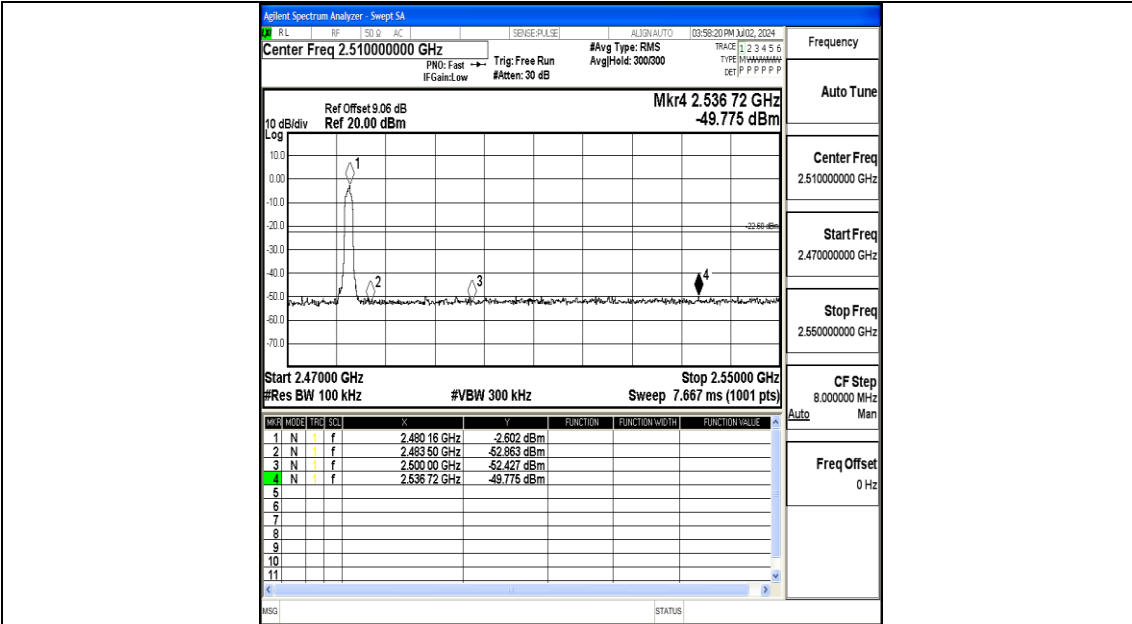 Agilent Spectrum Analyzer - Swept SA
RL RF 50 Ω AC SENSE:PULSE ALIGN AUTO 03:58:20 PM Jul 02, 2024
Center Freq 2.510000000 GHz
PNO: Fast
IFGain:Low
Trig: Free Run
#Atten: 30 dB
#Avg Type: RMS
Avg|Hold: 300/300
TRACE 1 2 3 4 5 6
TYPE MWWWWW
DET P P P P P P
Mkr4 2.536 72 GHz
-49.775 dBm
Ref Offset 9.06 dB
10 dB/div Ref 20.00 dBm
Log
10.0
0.00
-10.0
-20.0
-30.0
-40.0
-50.0
-60.0
-70.0
1
2
3
4
-22.60 dBm
Start 2.47000 GHz Stop 2.55000 GHz
#Res BW 100 kHz #VBW 300 kHz Sweep 7.667 ms (1001 pts)
MKR MODE TRC SCL X Y FUNCTION FUNCTION WIDTH FUNCTION VALUE
1 N 1 f 2.480 16 GHz -2.602 dBm
2 N 1 f 2.483 50 GHz -52.863 dBm
3 N 1 f 2.500 00 GHz -52.427 dBm
4 N 1 f 2.536 72 GHz -49.775 dBm
5
6
7
8
9
10
11
MSG STATUS
Frequency
Auto Tune
Center Freq
2.510000000 GHz
Start Freq
2.470000000 GHz
Stop Freq
2.550000000 GHz
CF Step
8.000000 MHz
Auto Man
Freq Offset
0 Hz